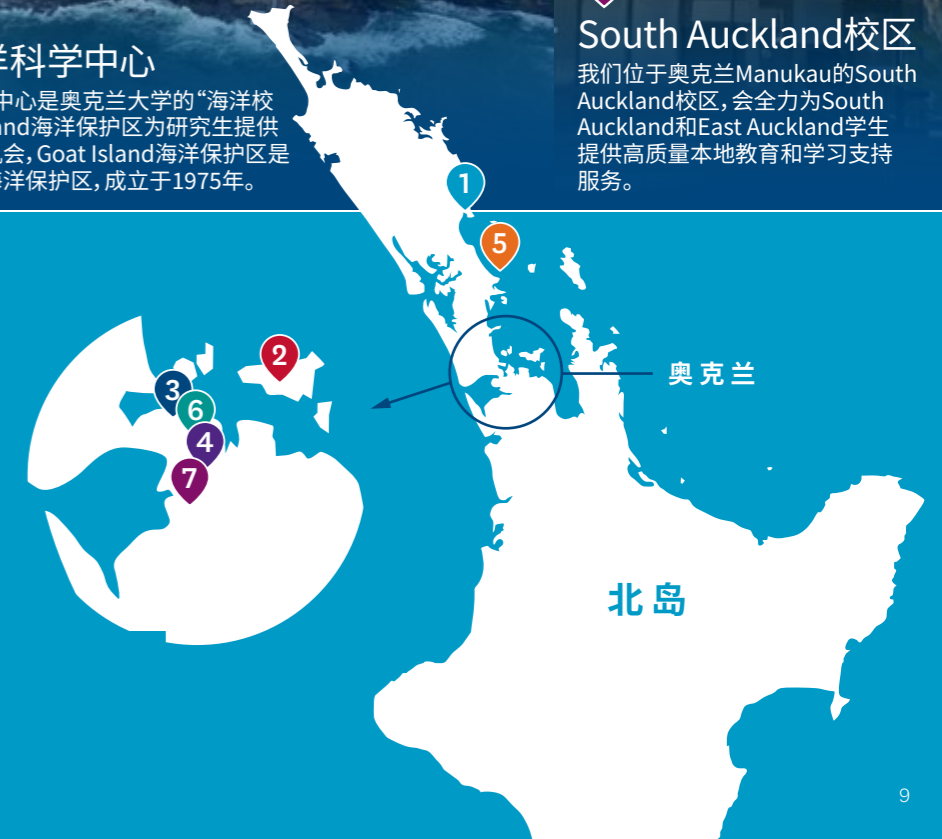 洋科学中心
中心是奥克兰大学的“海洋校
and海洋保护区为研究生提供
机会，Goat Island海洋保护区是
海洋保护区，成立于1975年。
South Auckland校区
我们位于奥克兰Manukau的South
Auckland校区，会全力为South
Auckland和East Auckland学生
提供高质量本地教育和学习支持
服务。
1
5
2
3
6
4
7
奥克兰
北岛
9